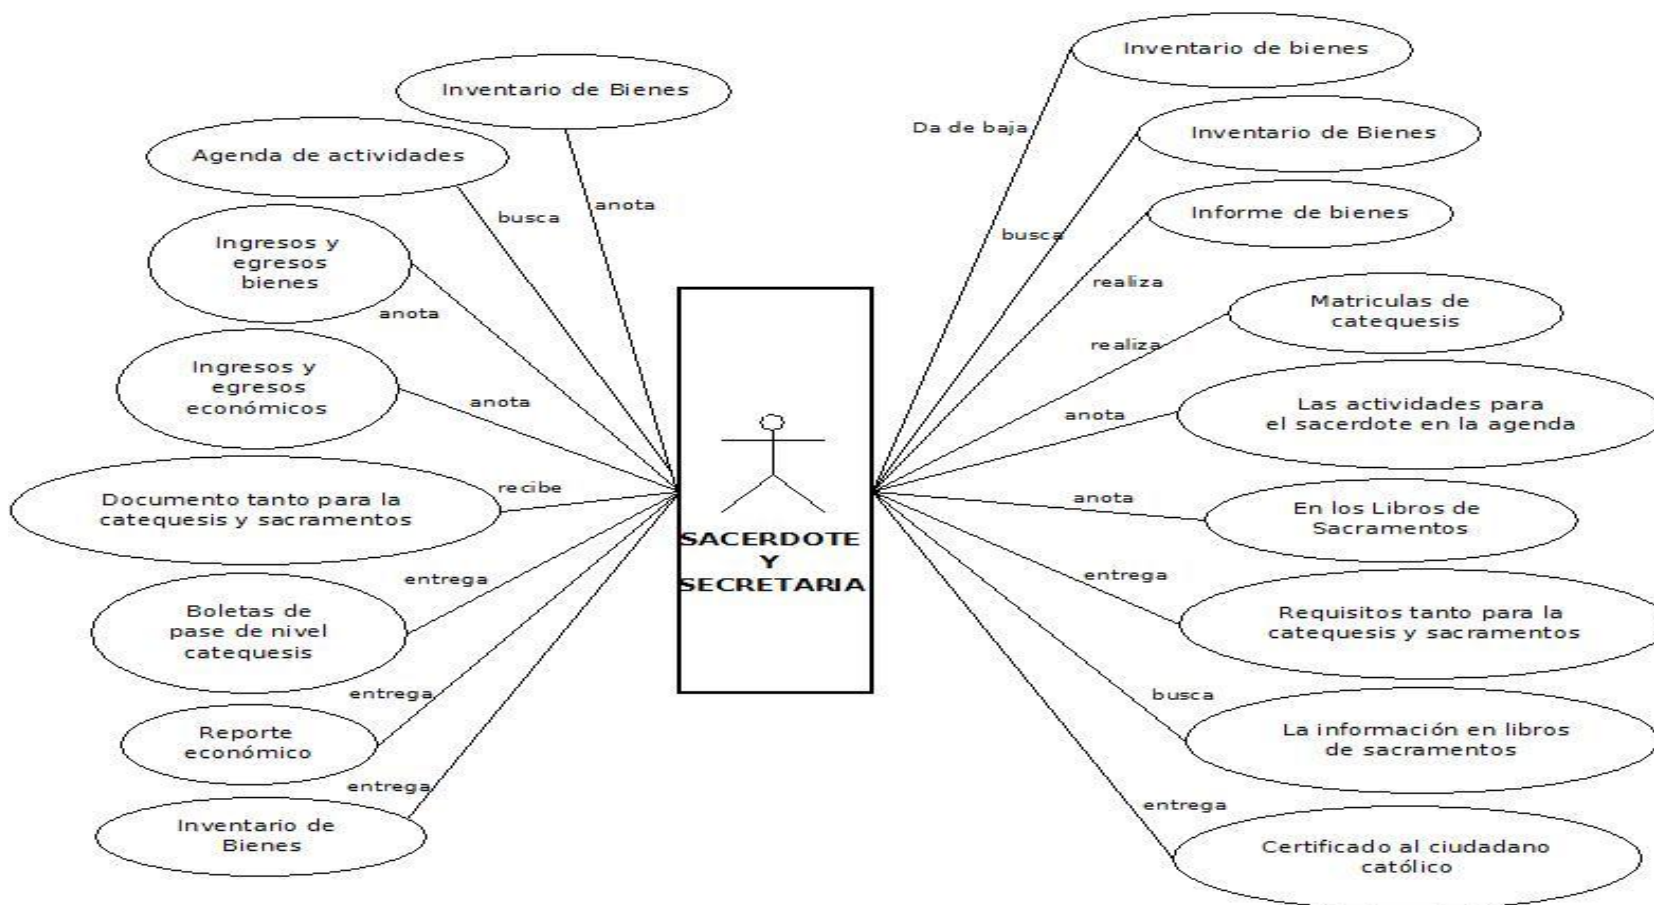 Inventario de Bienes
anota
Agenda de actividades
busca
Ingresos y
egresos
bienes
anota
Ingresos y
egresos
económicos
anota
Documento tanto para la
catequesis y sacramentos
recibe
Boletas de
pase de nivel
catequesis
entrega
Reporte
económico
entrega
Inventario de
Bienes
entrega
SACERDOTE
Y
SECRETARIA
Inventario de bienes
Da de baja
Inventario de Bienes
busca
Informe de bienes
realiza
Matriculas de
catequesis
realiza
Las actividades para
el sacerdote en la agenda
anota
En los Libros de
Sacramentos
anota
Requisitos tanto para la
catequesis y sacramentos
entrega
La información en libros
de sacramentos
busca
Certificado al ciudadano
católico
entrega